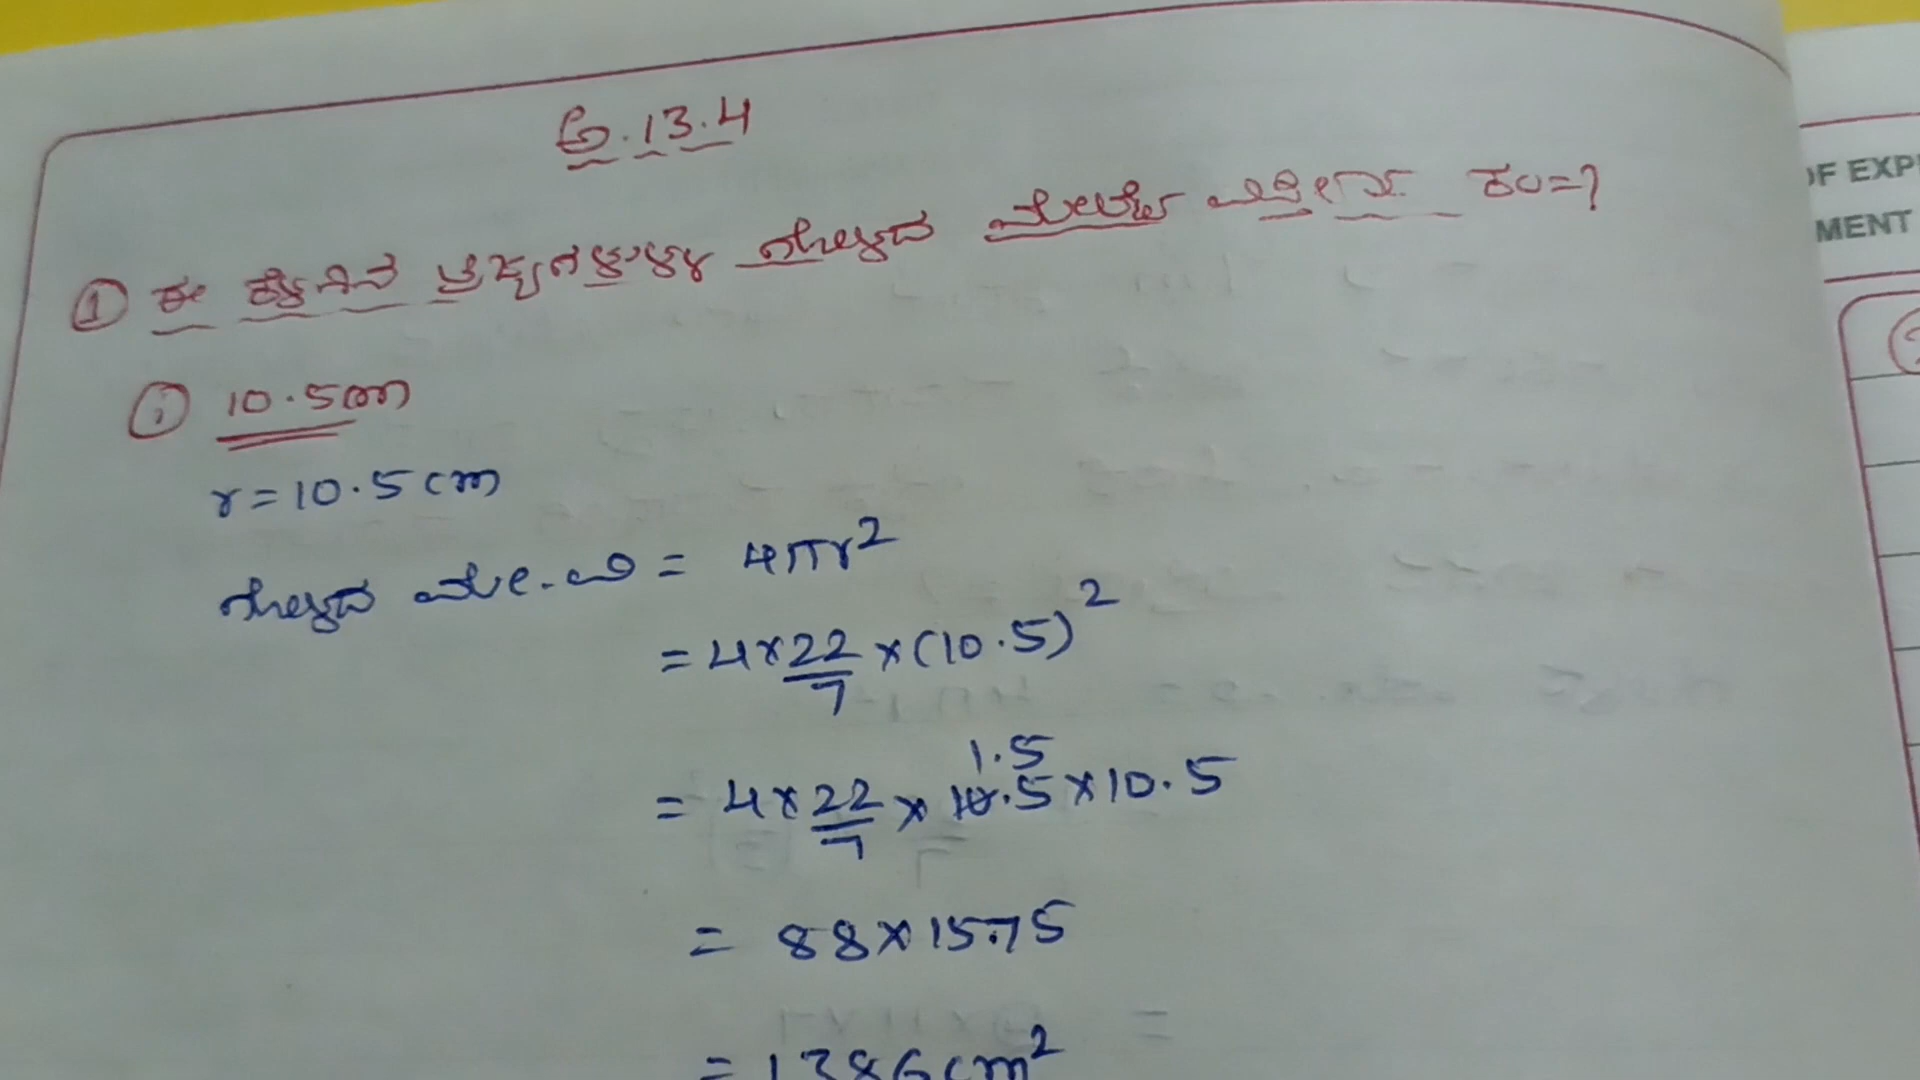 ಅ.13.4
① ಈ ಕೆಳಗಿನ ತ್ರಿಜ್ಯಗಳುಳ್ಳ ಗೋಳದ ಮೇಲ್ಮೈ ವಿಸ್ತೀರ್ಣ ಕಂ=?
ⓘ 10.5cm
r=10.5cm
ಗೋಳದ ಮೇ.ವಿ = 4πr²
= 4×22/7×(10.5)²
1.5
= 4×22/7×10.5×10.5
= 88×15.75
= 1386cm²
OF EXP
MENT